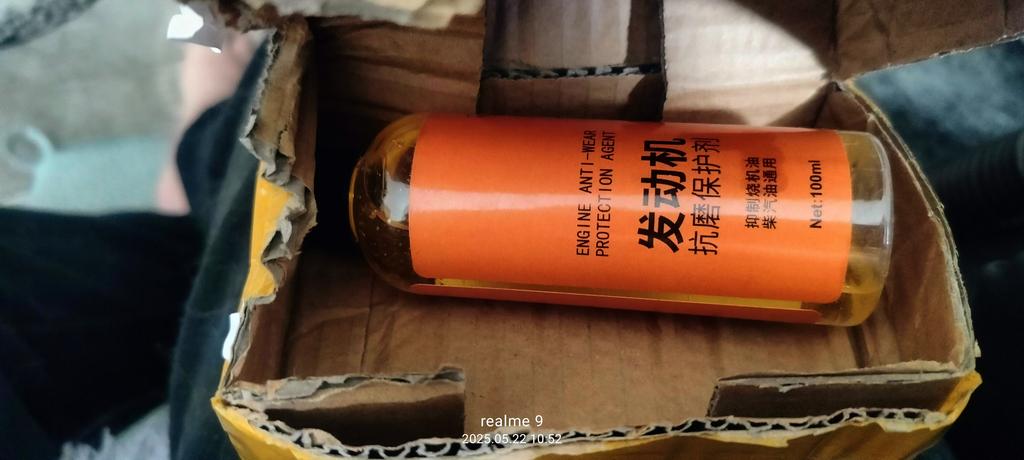 ENGINE ANTI-WEAR
PROTECTION AGENT
发动机
抗磨保护剂
抑制烧机油
柴汽油通用
Net:100ml
realme 9
2025.05.22 10:52